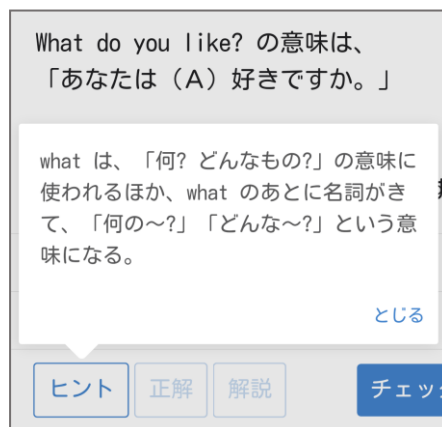 What do you like? の意味は、
「あなたは（A）好きですか。」
what は、「何? どんなもの?」の意味に
使われるほか、what のあとに名詞がき
て、「何の～?」「どんな～?」という意
味になる。
とじる
ヒント 正解 解説 チェッ